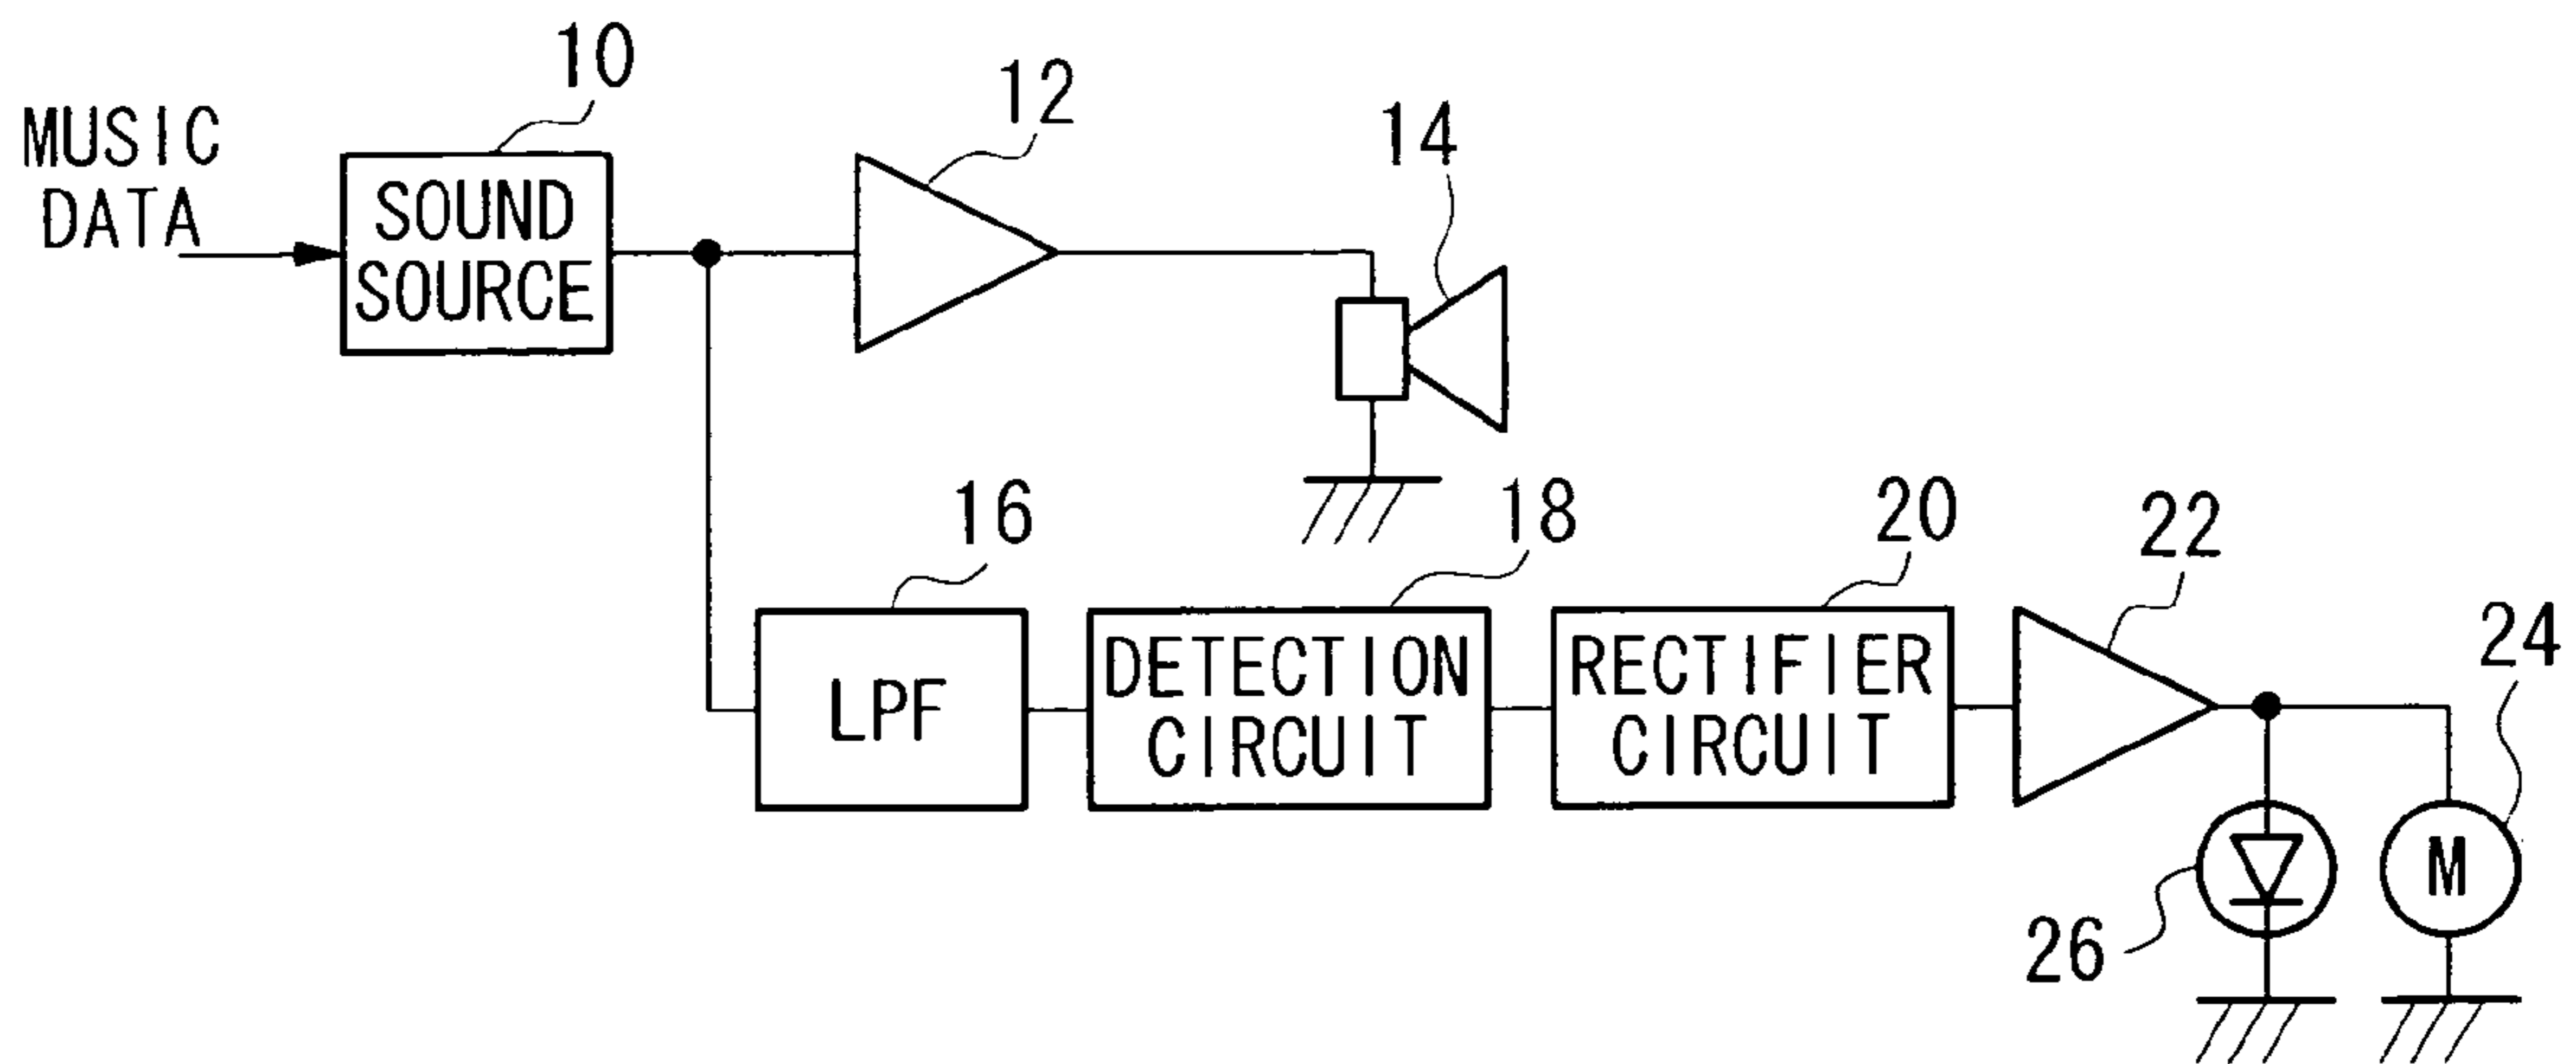 10
12
14
MUSIC
DATA
SOUND
SOURCE
16
18
20
22
24
LPF
DETECTION
CIRCUIT
RECTIFIER
CIRCUIT
M
26